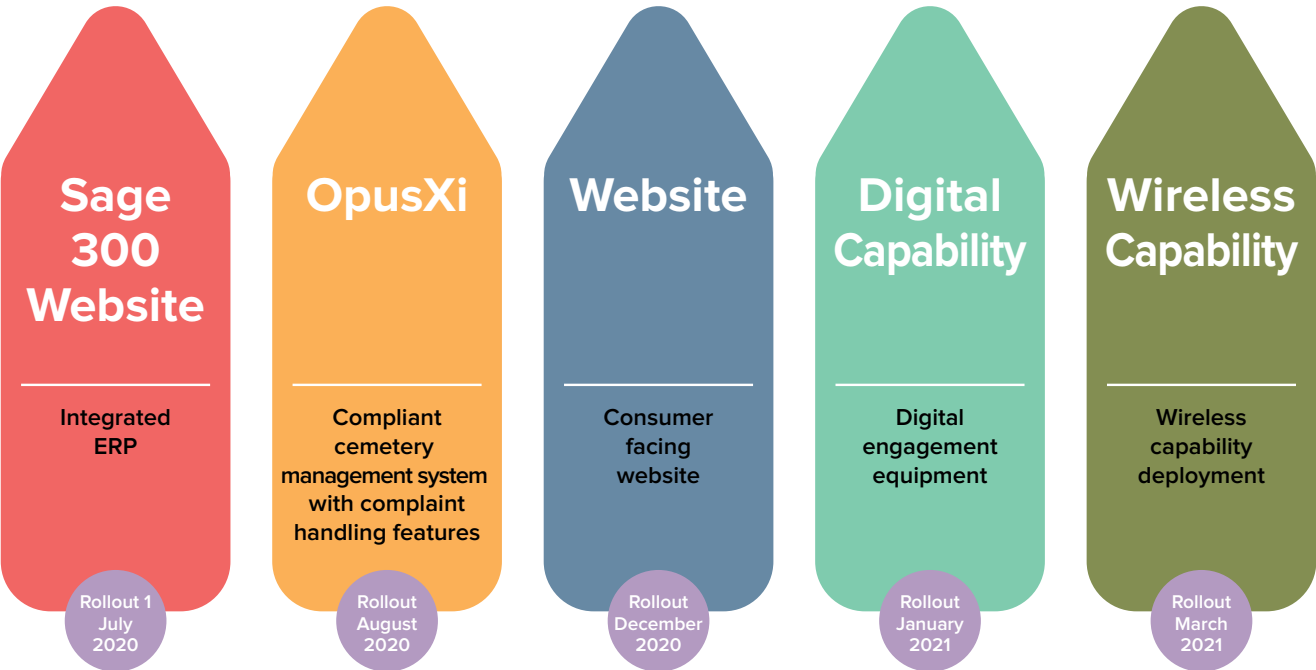 Sage
300
Website
Integrated
ERP
Rollout 1
July
2020
OpusXi
Compliant
cemetery
management system
with complaint
handling features
Rollout
August
2020
Website
Consumer
facing
website
Rollout
December
2020
Digital
Capability
Digital
engagement
equipment
Rollout
January
2021
Wireless
Capability
Wireless
capability
deployment
Rollout
March
2021